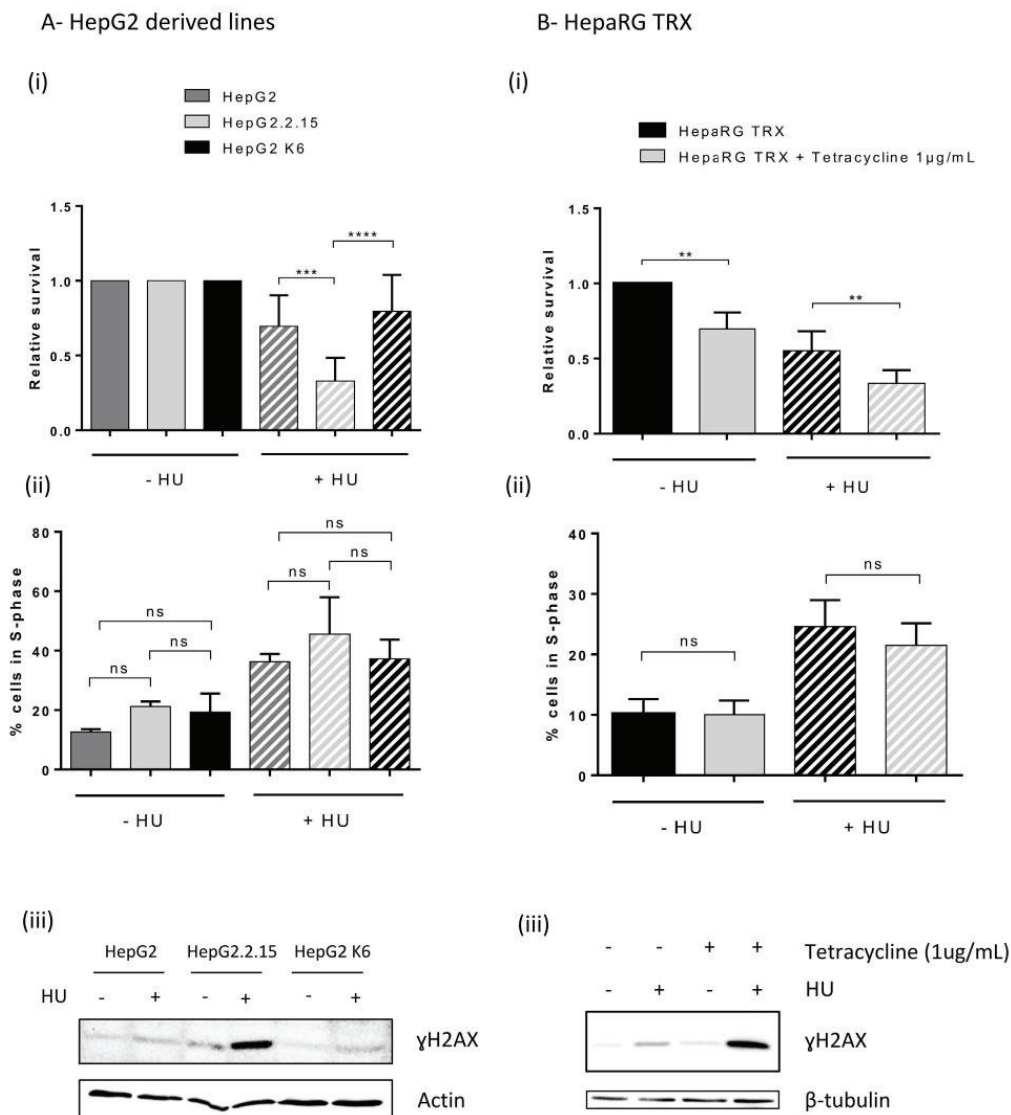 A- HepG2 derived lines
(i)
HepG2
HepG2.2.15
HepG2 K6
Relative survival
1.5
1.0
0.5
0.0
***
****
- HU
+ HU
(ii)
% cells in S-phase
80
60
40
20
0
ns
ns
ns
ns
ns
ns
- HU
+ HU
(iii)
HepG2 HepG2.2.15 HepG2 K6
HU - + - + - +
ɣH2AX
Actin
B- HepaRG TRX
(i)
HepaRG TRX
HepaRG TRX + Tetracycline 1µg/mL
Relative survival
1.5
1.0
0.5
0.0
**
**
- HU
+ HU
(ii)
% cells in S-phase
40
30
20
10
0
ns
ns
- HU
+ HU
(iii)
- - + + Tetracycline (1ug/mL)
- + - + HU
ɣH2AX
β-tubulin